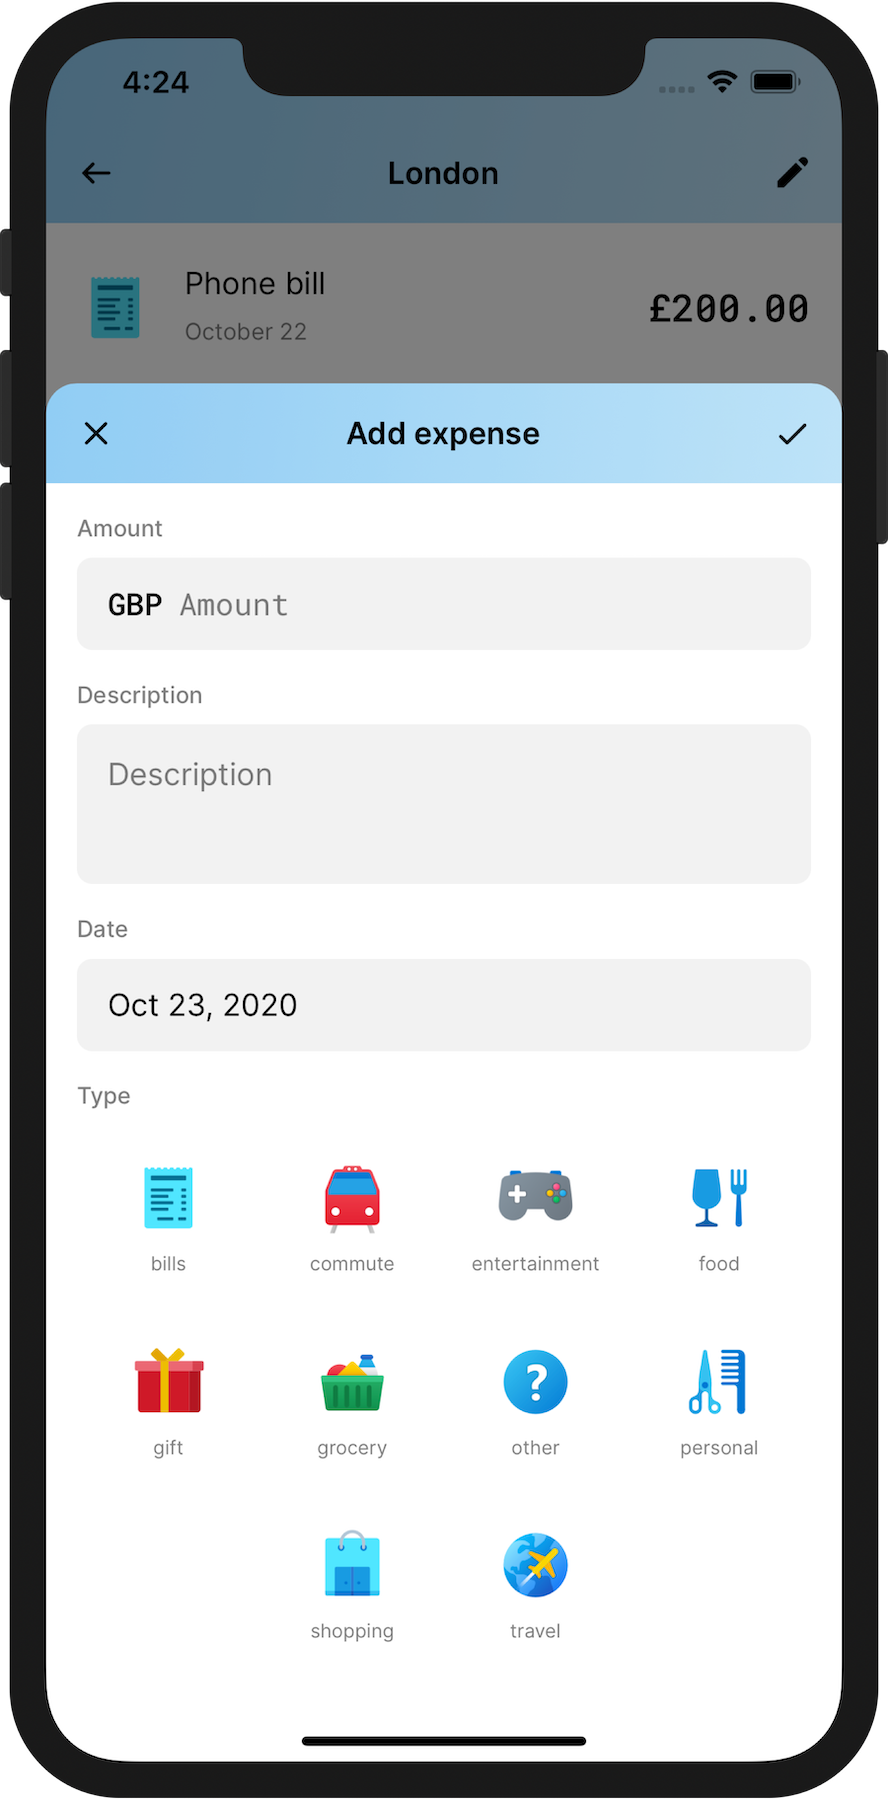 4:24
London
Phone bill
October 22
£200.00
Add expense
Amount
GBP Amount
Description
Description
Date
Oct 23, 2020
Type
bills commute entertainment food
gift grocery other personal
shopping travel